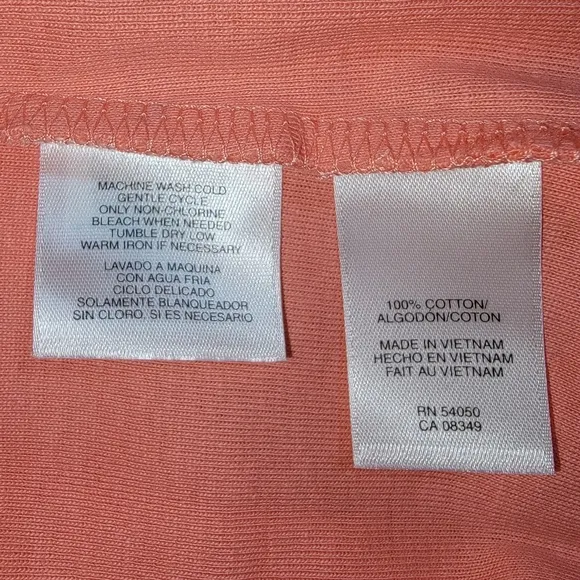 MACHINE WASH COLD
GENTLE CYCLE
ONLY NON-CHLORINE
BLEACH WHEN NEEDED
TUMBLE DRY LOW
WARM IRON IF NECESSARY
LAVADO A MAQUINA
CON AGUA FRIA
CICLO DELICADO
SOLAMENTE BLANQUEADOR
SIN CLORO, SI ES NECESARIO
100% COTTON/
ALGODÓN/COTON
MADE IN VIETNAM
HECHO EN VIETNAM
FAIT AU VIETNAM
RN 54050
CA 08349